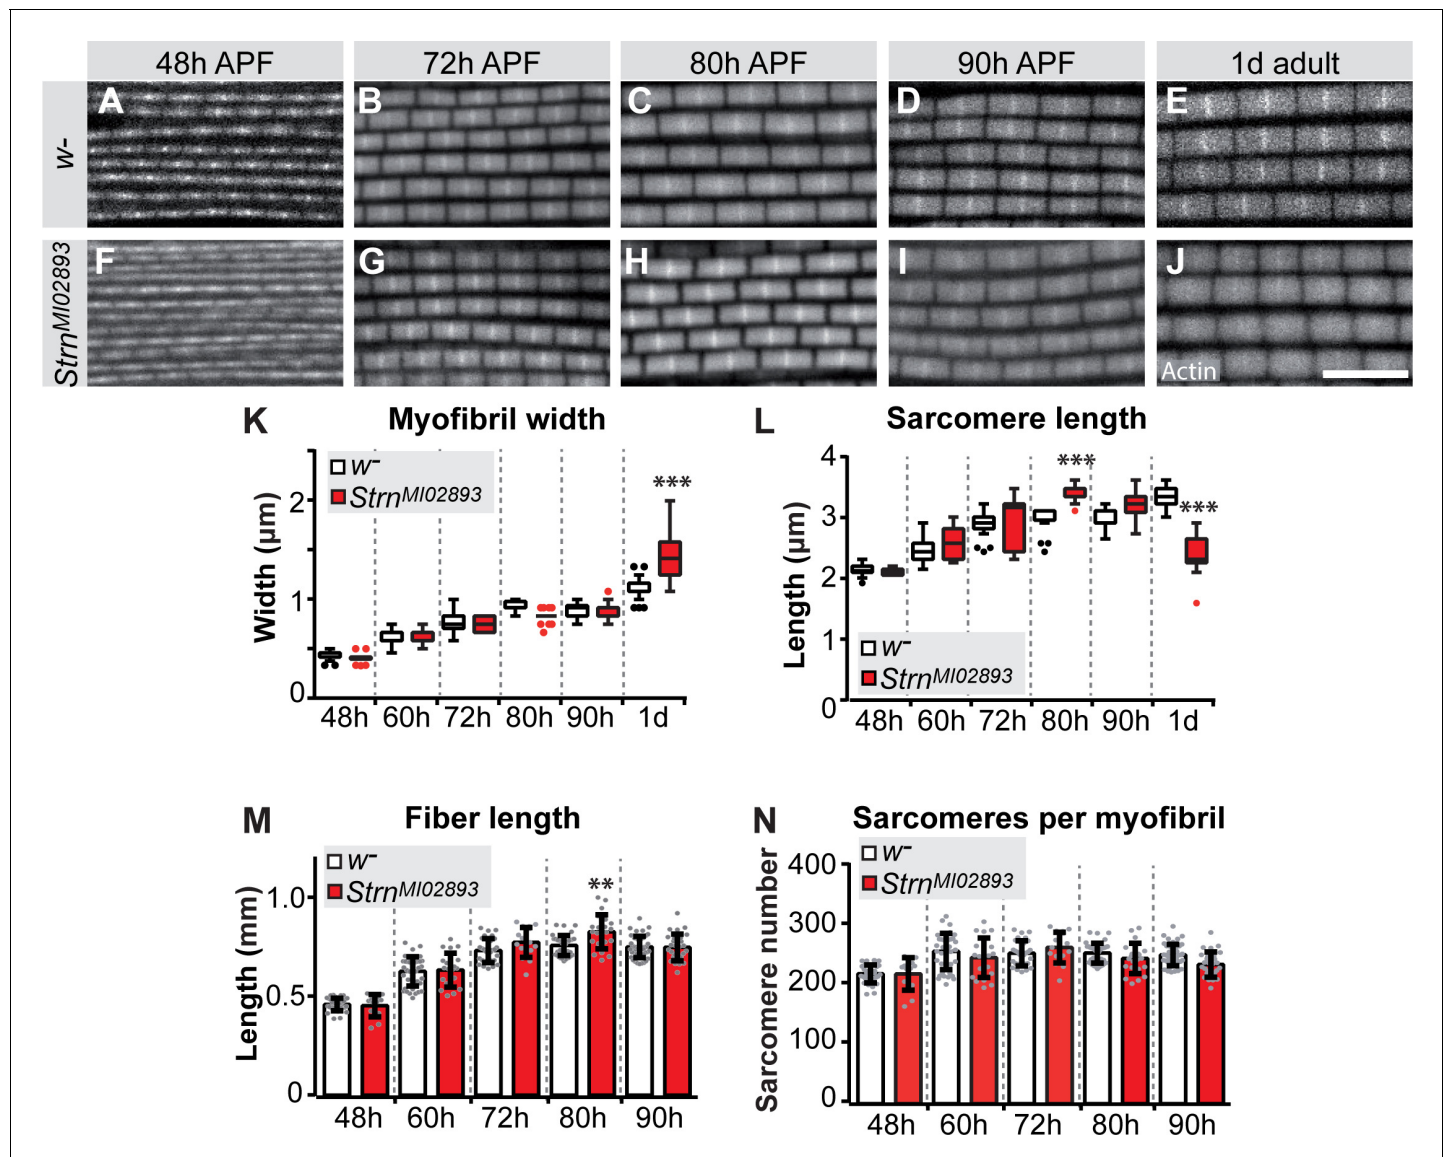 48h APF 72h APF 80h APF 90h APF 1d adult
w- A B C D E
StrnMI02893 F G H I J
Actin
K Myofibril width
w-
StrnMI02893
***
Width (µm)
2
1
0
48h 60h 72h 80h 90h 1d
L Sarcomere length
*** ***
Length (µm)
4
3
2
1
0
w-
StrnMI02893
48h 60h 72h 80h 90h 1d
M Fiber length
w-
StrnMI02893
**
Length (mm)
1.0
0.5
0
48h 60h 72h 80h 90h
N Sarcomeres per myofibril
w-
StrnMI02893
Sarcomere number
400
300
200
100
0
48h 60h 72h 80h 90h